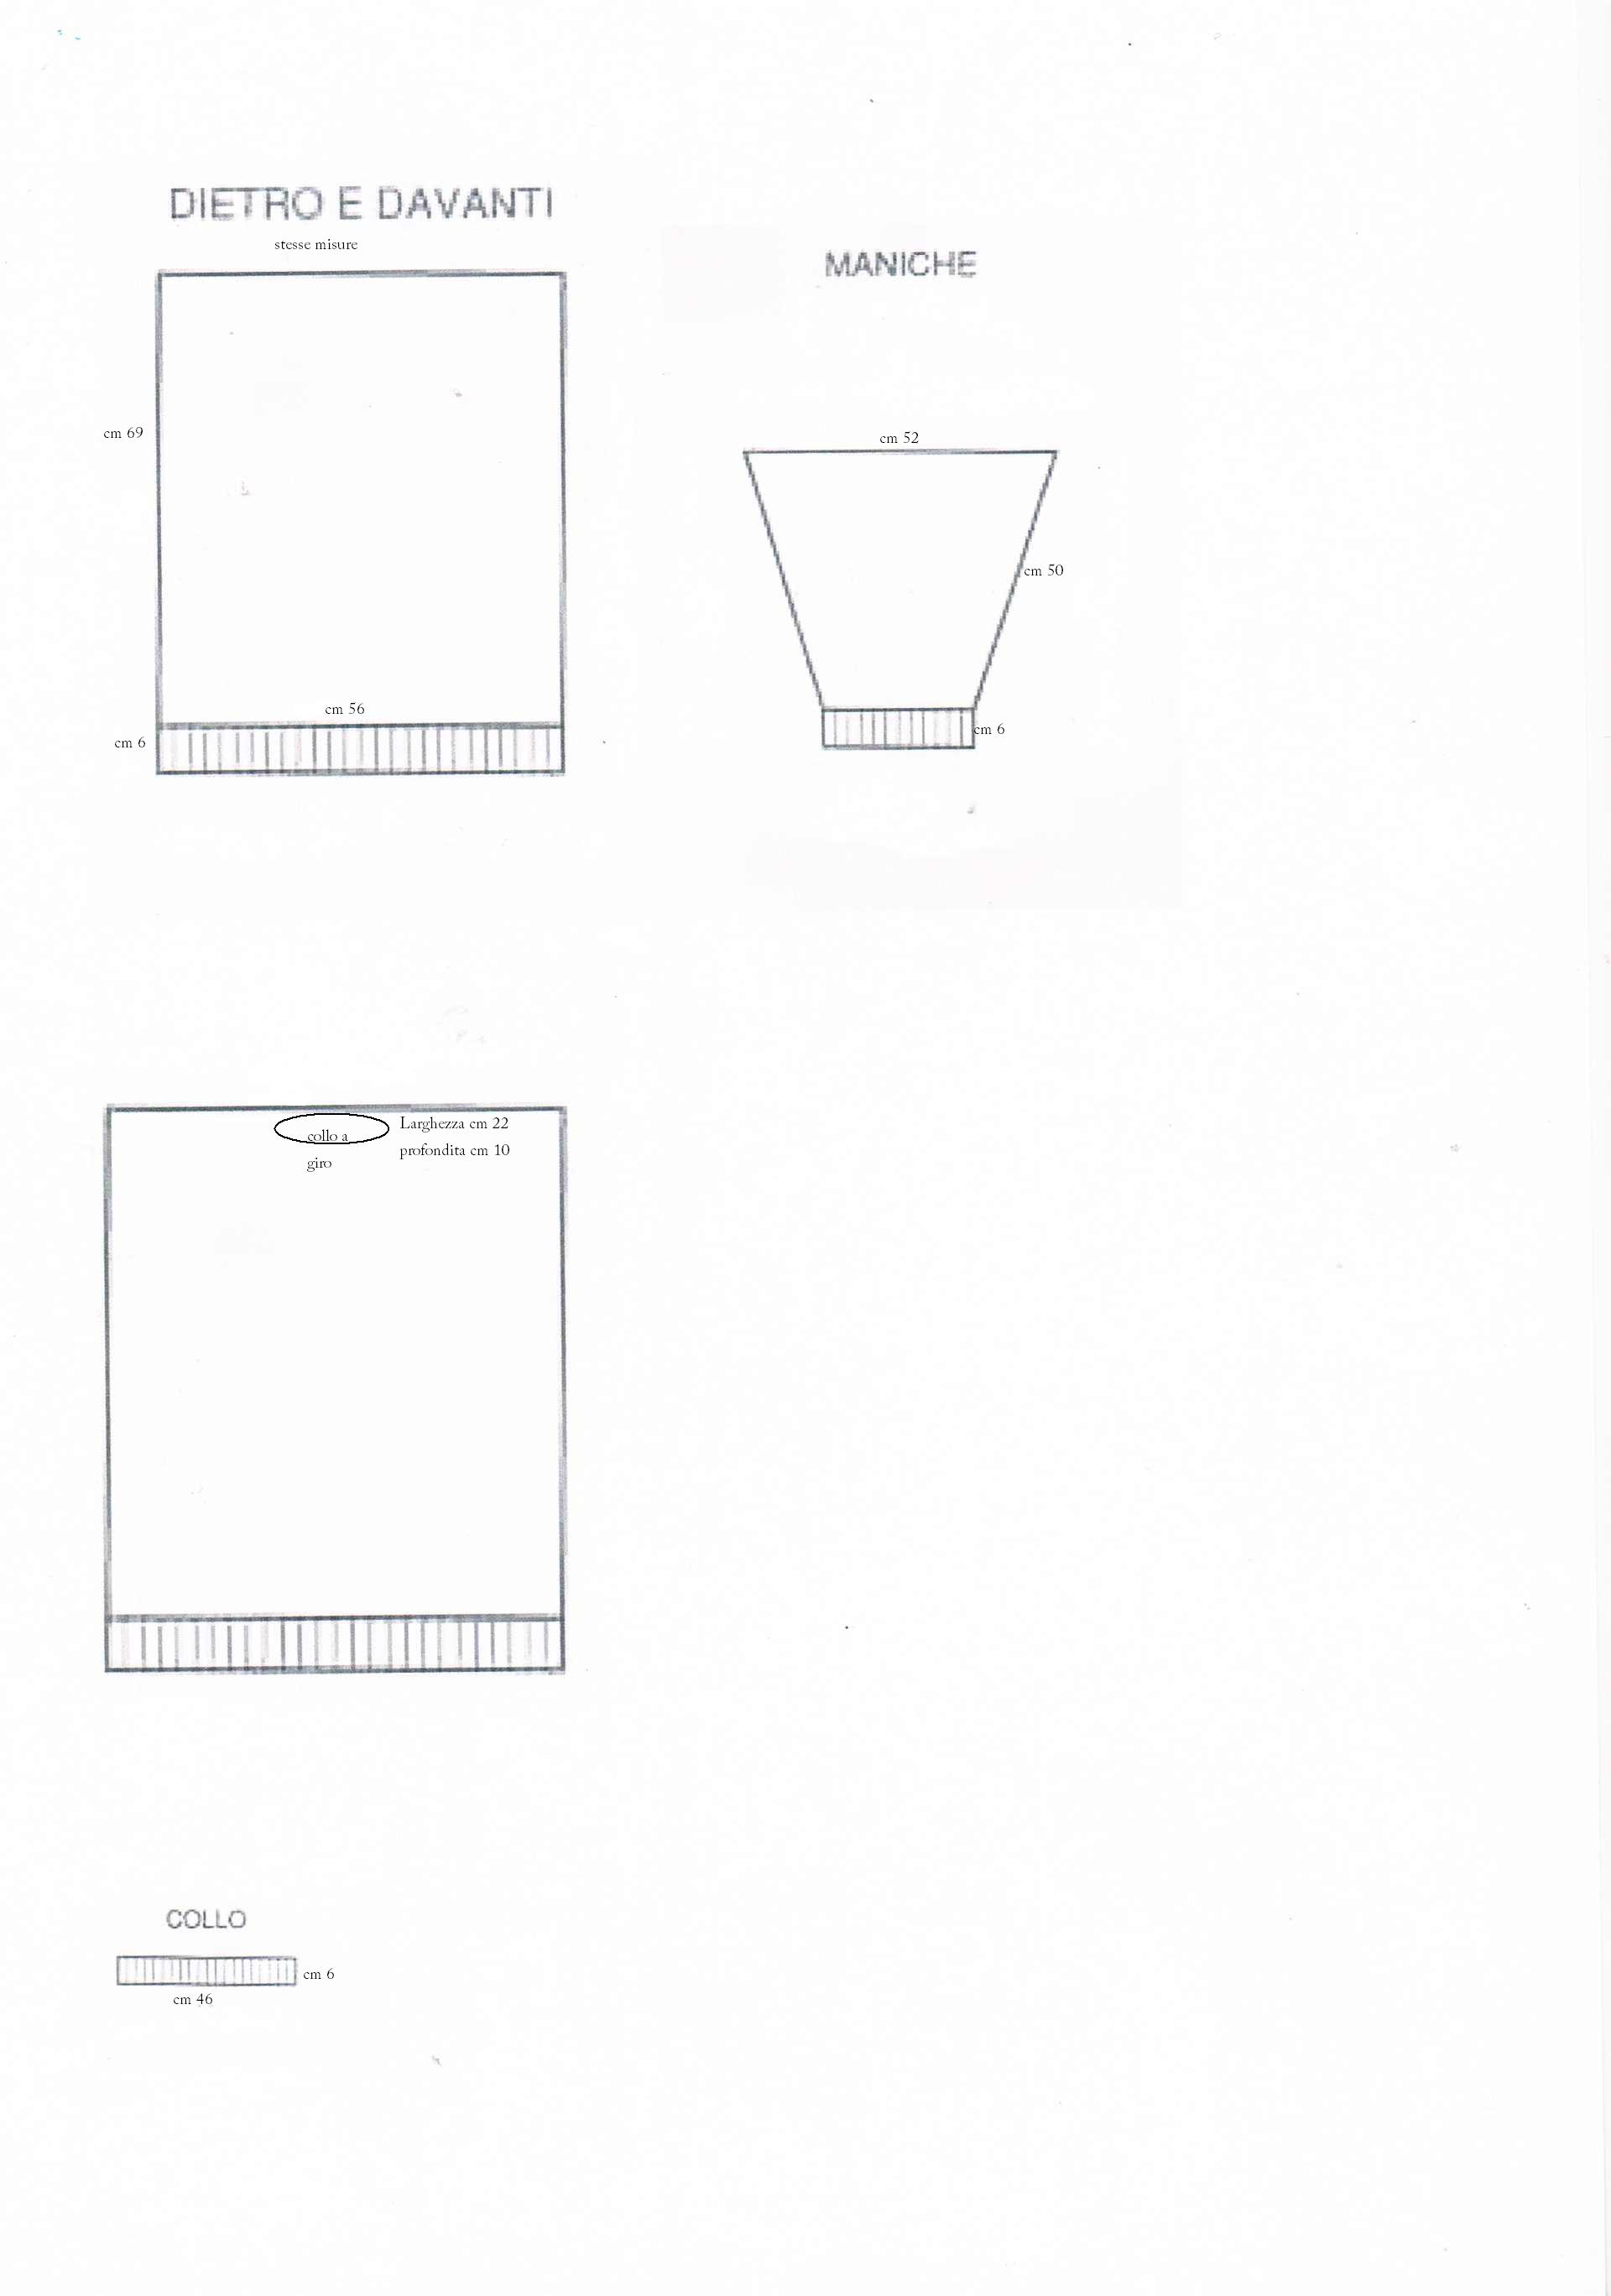 DIETRO E DAVANTI
stesse misure
MANICHE
cm 69
cm 52
cm 50
cm 56
cm 6
cm 6
collo a
giro
Larghezza cm 22
profondita cm 10
COLLO
cm 6
cm 46